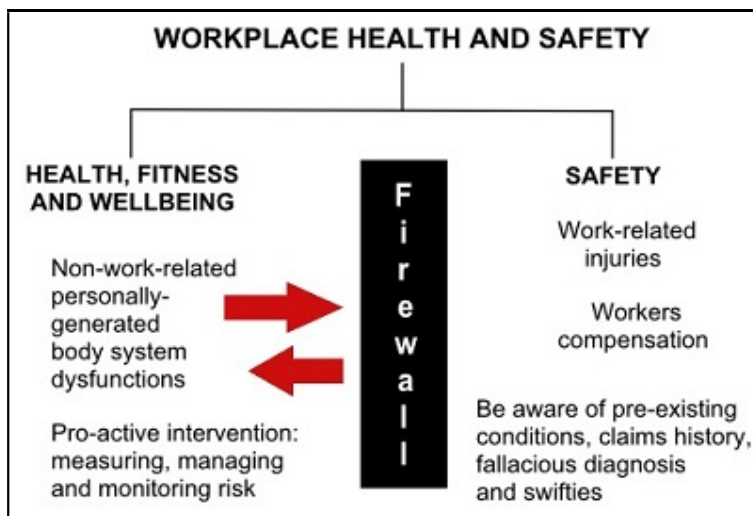 WORKPLACE HEALTH AND SAFETY
HEALTH, FITNESS
AND WELLBEING
Non-work-related
personally-
generated
body system
dysfunctions
Pro-active intervention:
measuring, managing
and monitoring risk
Firewall
SAFETY
Work-related
injuries
Workers
compensation
Be aware of pre-existing
conditions, claims history,
fallacious diagnosis
and swifties